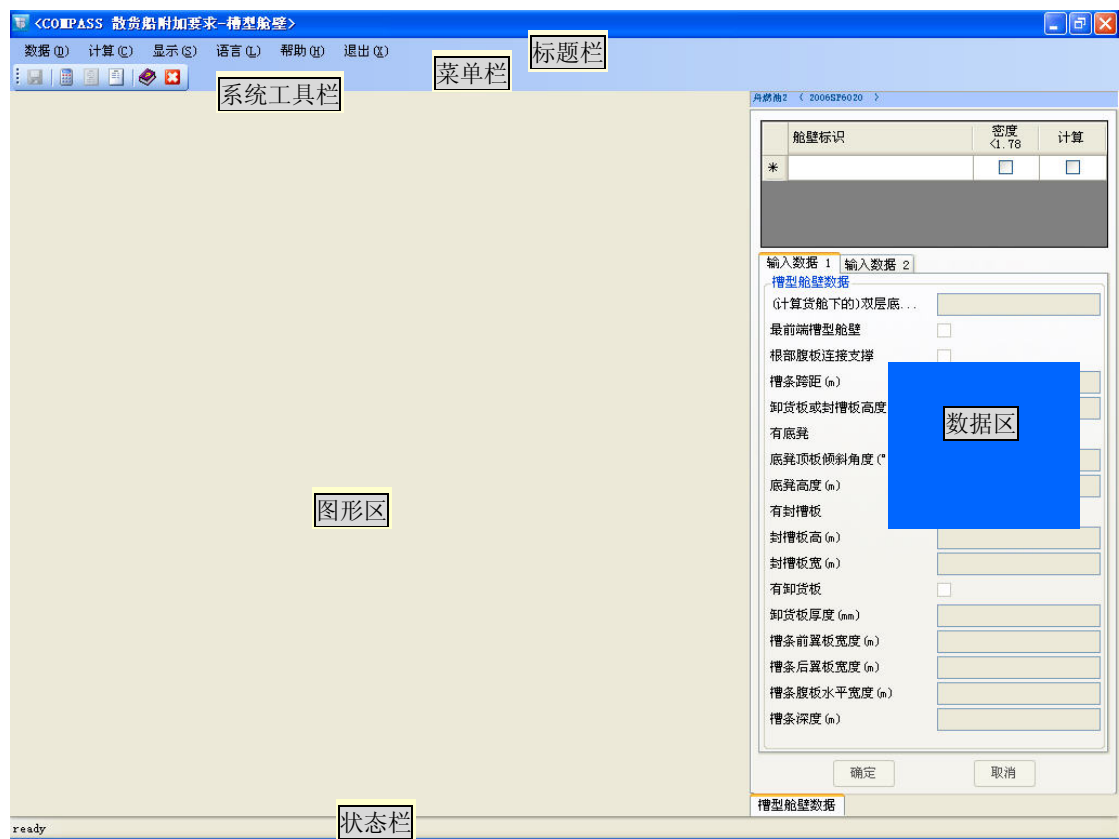 <COMPASS 散货船附加要求-槽型舱壁>
数据(D) 计算(C) 显示(S) 语言(L) 帮助(H) 退出(X)
标题栏
菜单栏
系统工具栏
舟燃油2 ( 2006SP6020 )
舱壁标识 密度<1.78 计算
*
输入数据 1 输入数据 2
槽型舱壁数据
(计算货舱下的)双层底...
最前端槽型舱壁
根部腹板连接支撑
槽条跨距(m)
卸货板或封槽板高度
数据区
有底凳
底凳顶板倾斜角度(°
底凳高度(m)
图形区
有封槽板
封槽板高(m)
封槽板宽(m)
有卸货板
卸货板厚度(mm)
槽条前翼板宽度(m)
槽条后翼板宽度(m)
槽条腹板水平宽度(m)
槽条深度(m)
确定 取消
槽型舱壁数据
状态栏
ready